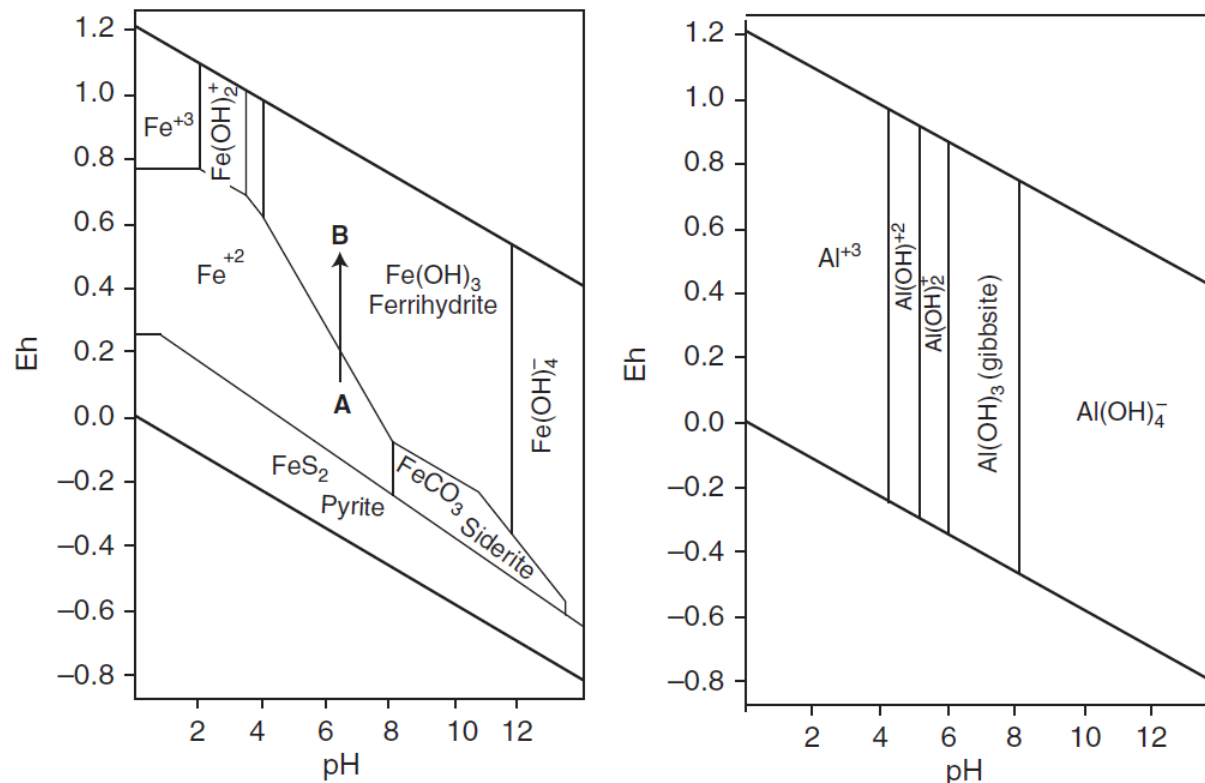 1.2
1.0
0.8
0.6
0.4
0.2
0.0
–0.2
–0.4
–0.6
–0.8
Eh
Fe+3
Fe(OH)2+
Fe+2
B
A
Fe(OH)3
Ferrihydrite
Fe(OH)4–
FeS2
Pyrite
FeCO3
Siderite
2 4 6 8 10 12
pH
1.2
1.0
0.8
0.6
0.4
0.2
0.0
–0.2
–0.4
–0.6
–0.8
Eh
Al+3
Al(OH)+2
Al(OH)2+
Al(OH)3 (gibbsite)
Al(OH)4–
2 4 6 8 10 12
pH